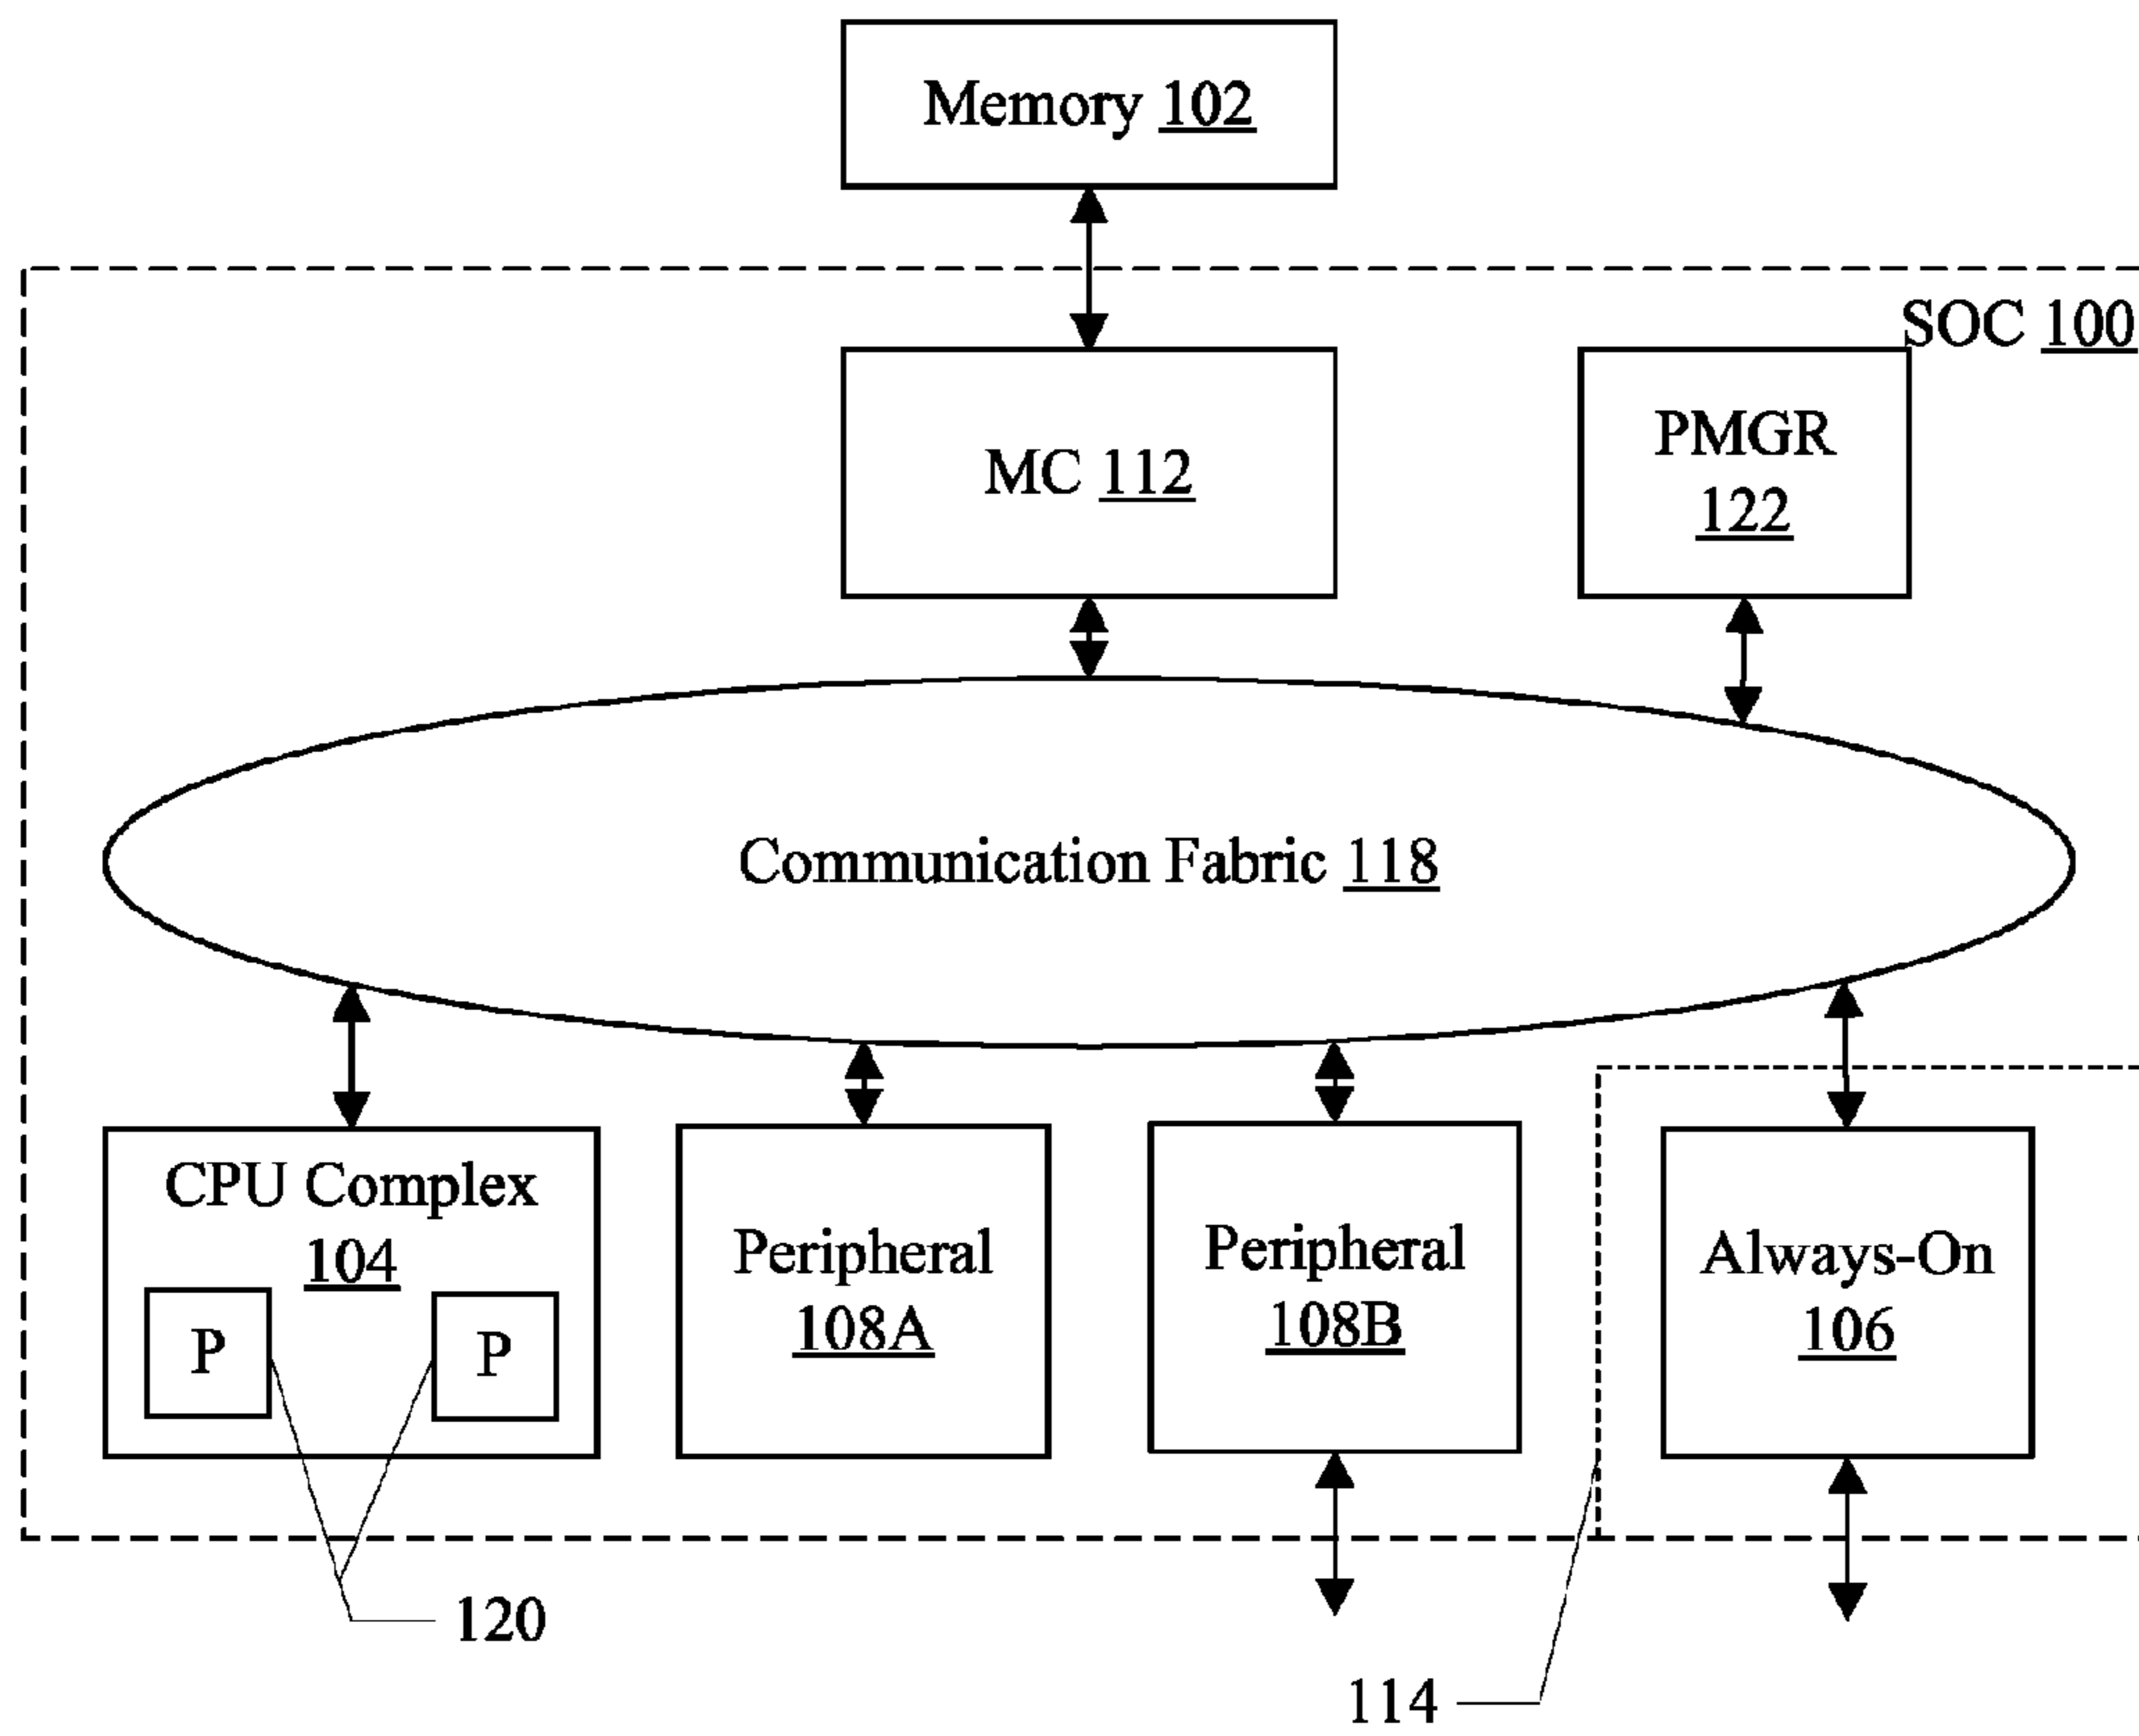 Memory 102
SOC 100
MC 112
PMGR
122
Communication Fabric 118
CPU Complex
104
P
P
Peripheral
108A
Peripheral
108B
Always-On
106
120
114